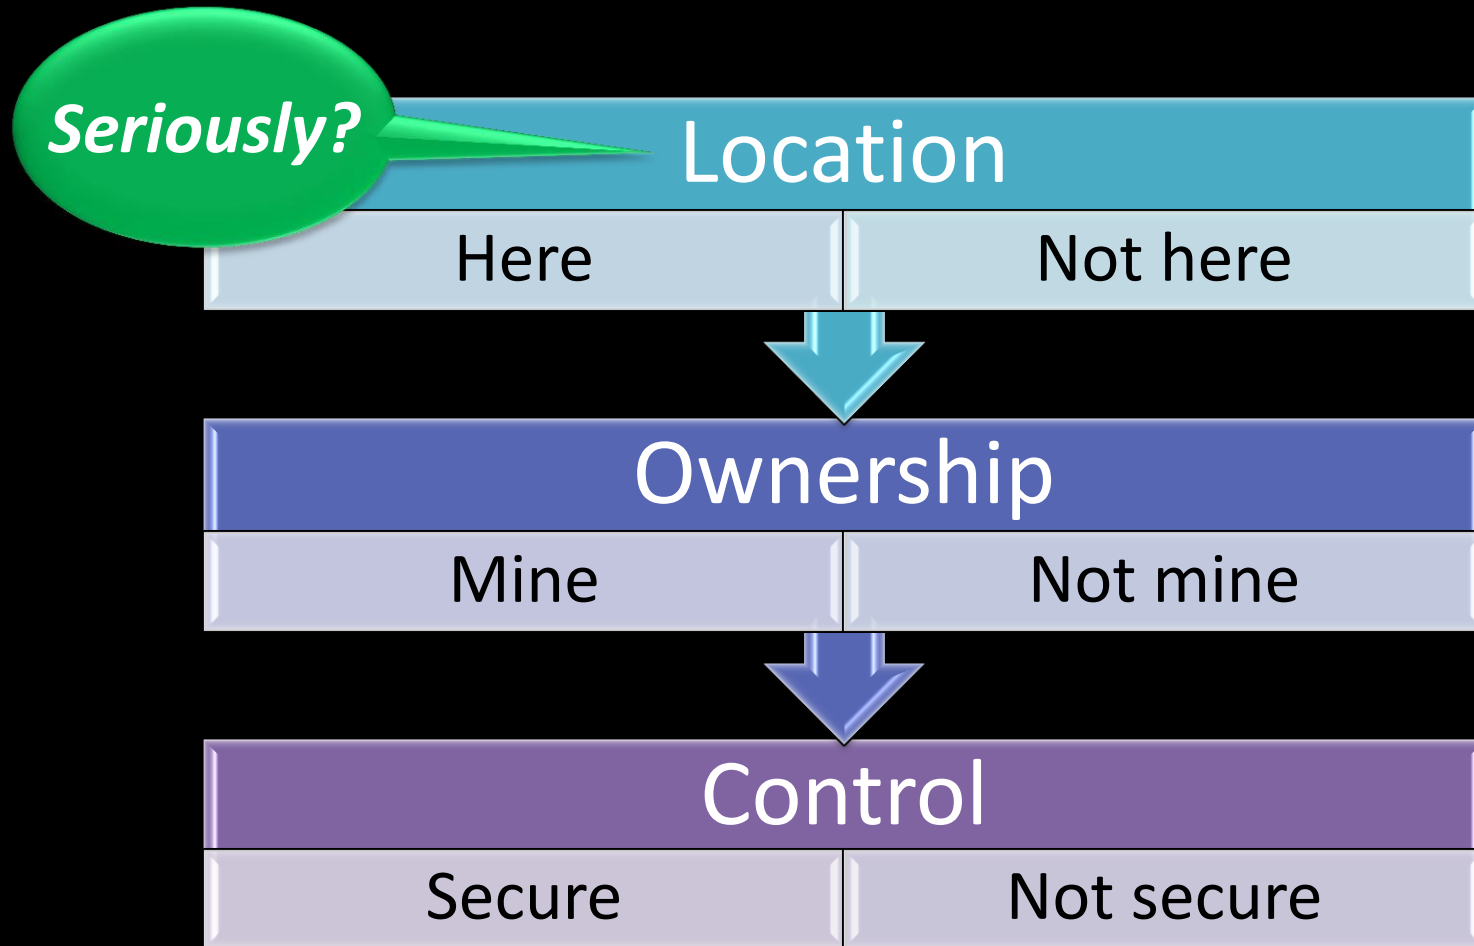 Seriously?
Location
Here
Not here
Ownership
Mine
Not mine
Control
Secure
Not secure